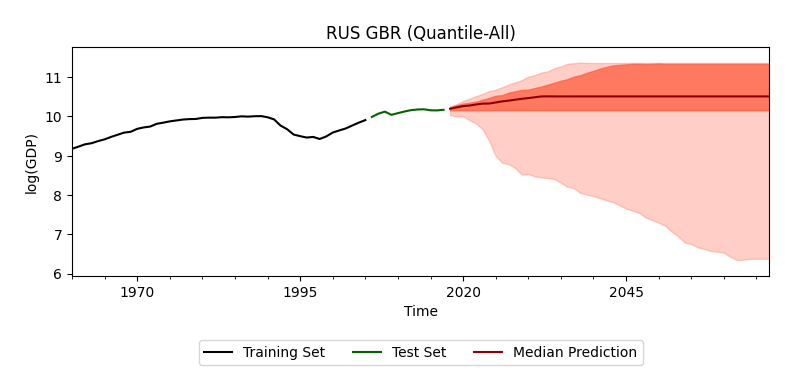 RUS GBR (Quantile-All)
log(GDP)
11
10
9
8
7
6
1970
1995
2020
2045
Time
Training Set
Test Set
Median Prediction